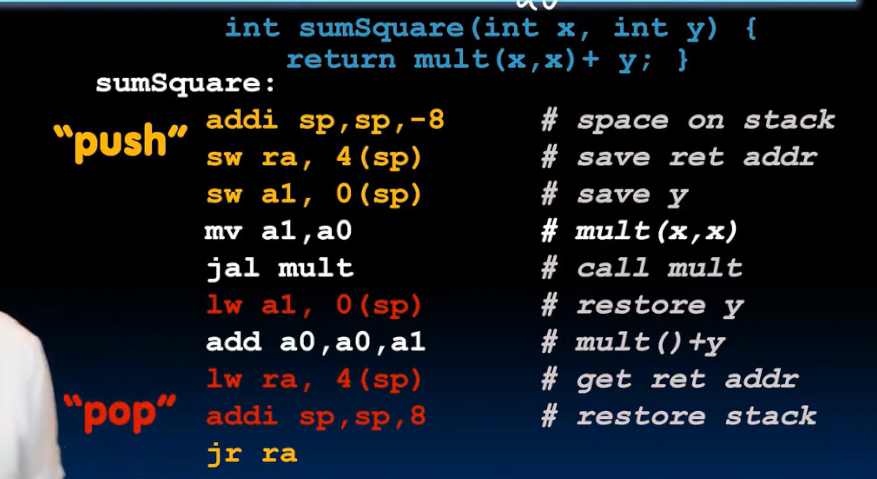 int sumSquare(int x, int y) {
return mult(x,x)+ y; }
sumSquare:
"push"
addi sp,sp,-8 # space on stack
sw ra, 4(sp) # save ret addr
sw a1, 0(sp) # save y
mv a1,a0 # mult(x,x)
jal mult # call mult
lw a1, 0(sp) # restore y
add a0,a0,a1 # mult()+y
lw ra, 4(sp) # get ret addr
"pop"
addi sp,sp,8 # restore stack
jr ra